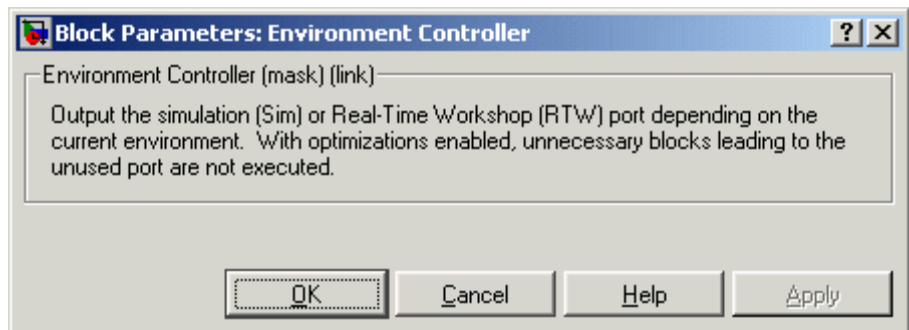 Block Parameters: Environment Controller
Environment Controller (mask) (link)
Output the simulation (Sim) or Real-Time Workshop (RTW) port depending on the
current environment. With optimizations enabled, unnecessary blocks leading to the
unused port are not executed.
OK Cancel Help Apply